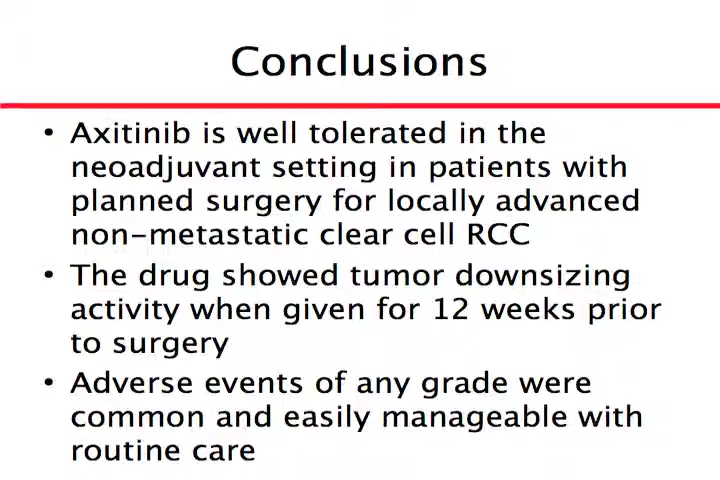 Conclusions
• Axitinib is well tolerated in the
neoadjuvant setting in patients with
planned surgery for locally advanced
non-metastatic clear cell RCC
• The drug showed tumor downsizing
activity when given for 12 weeks prior
to surgery
• Adverse events of any grade were
common and easily manageable with
routine care